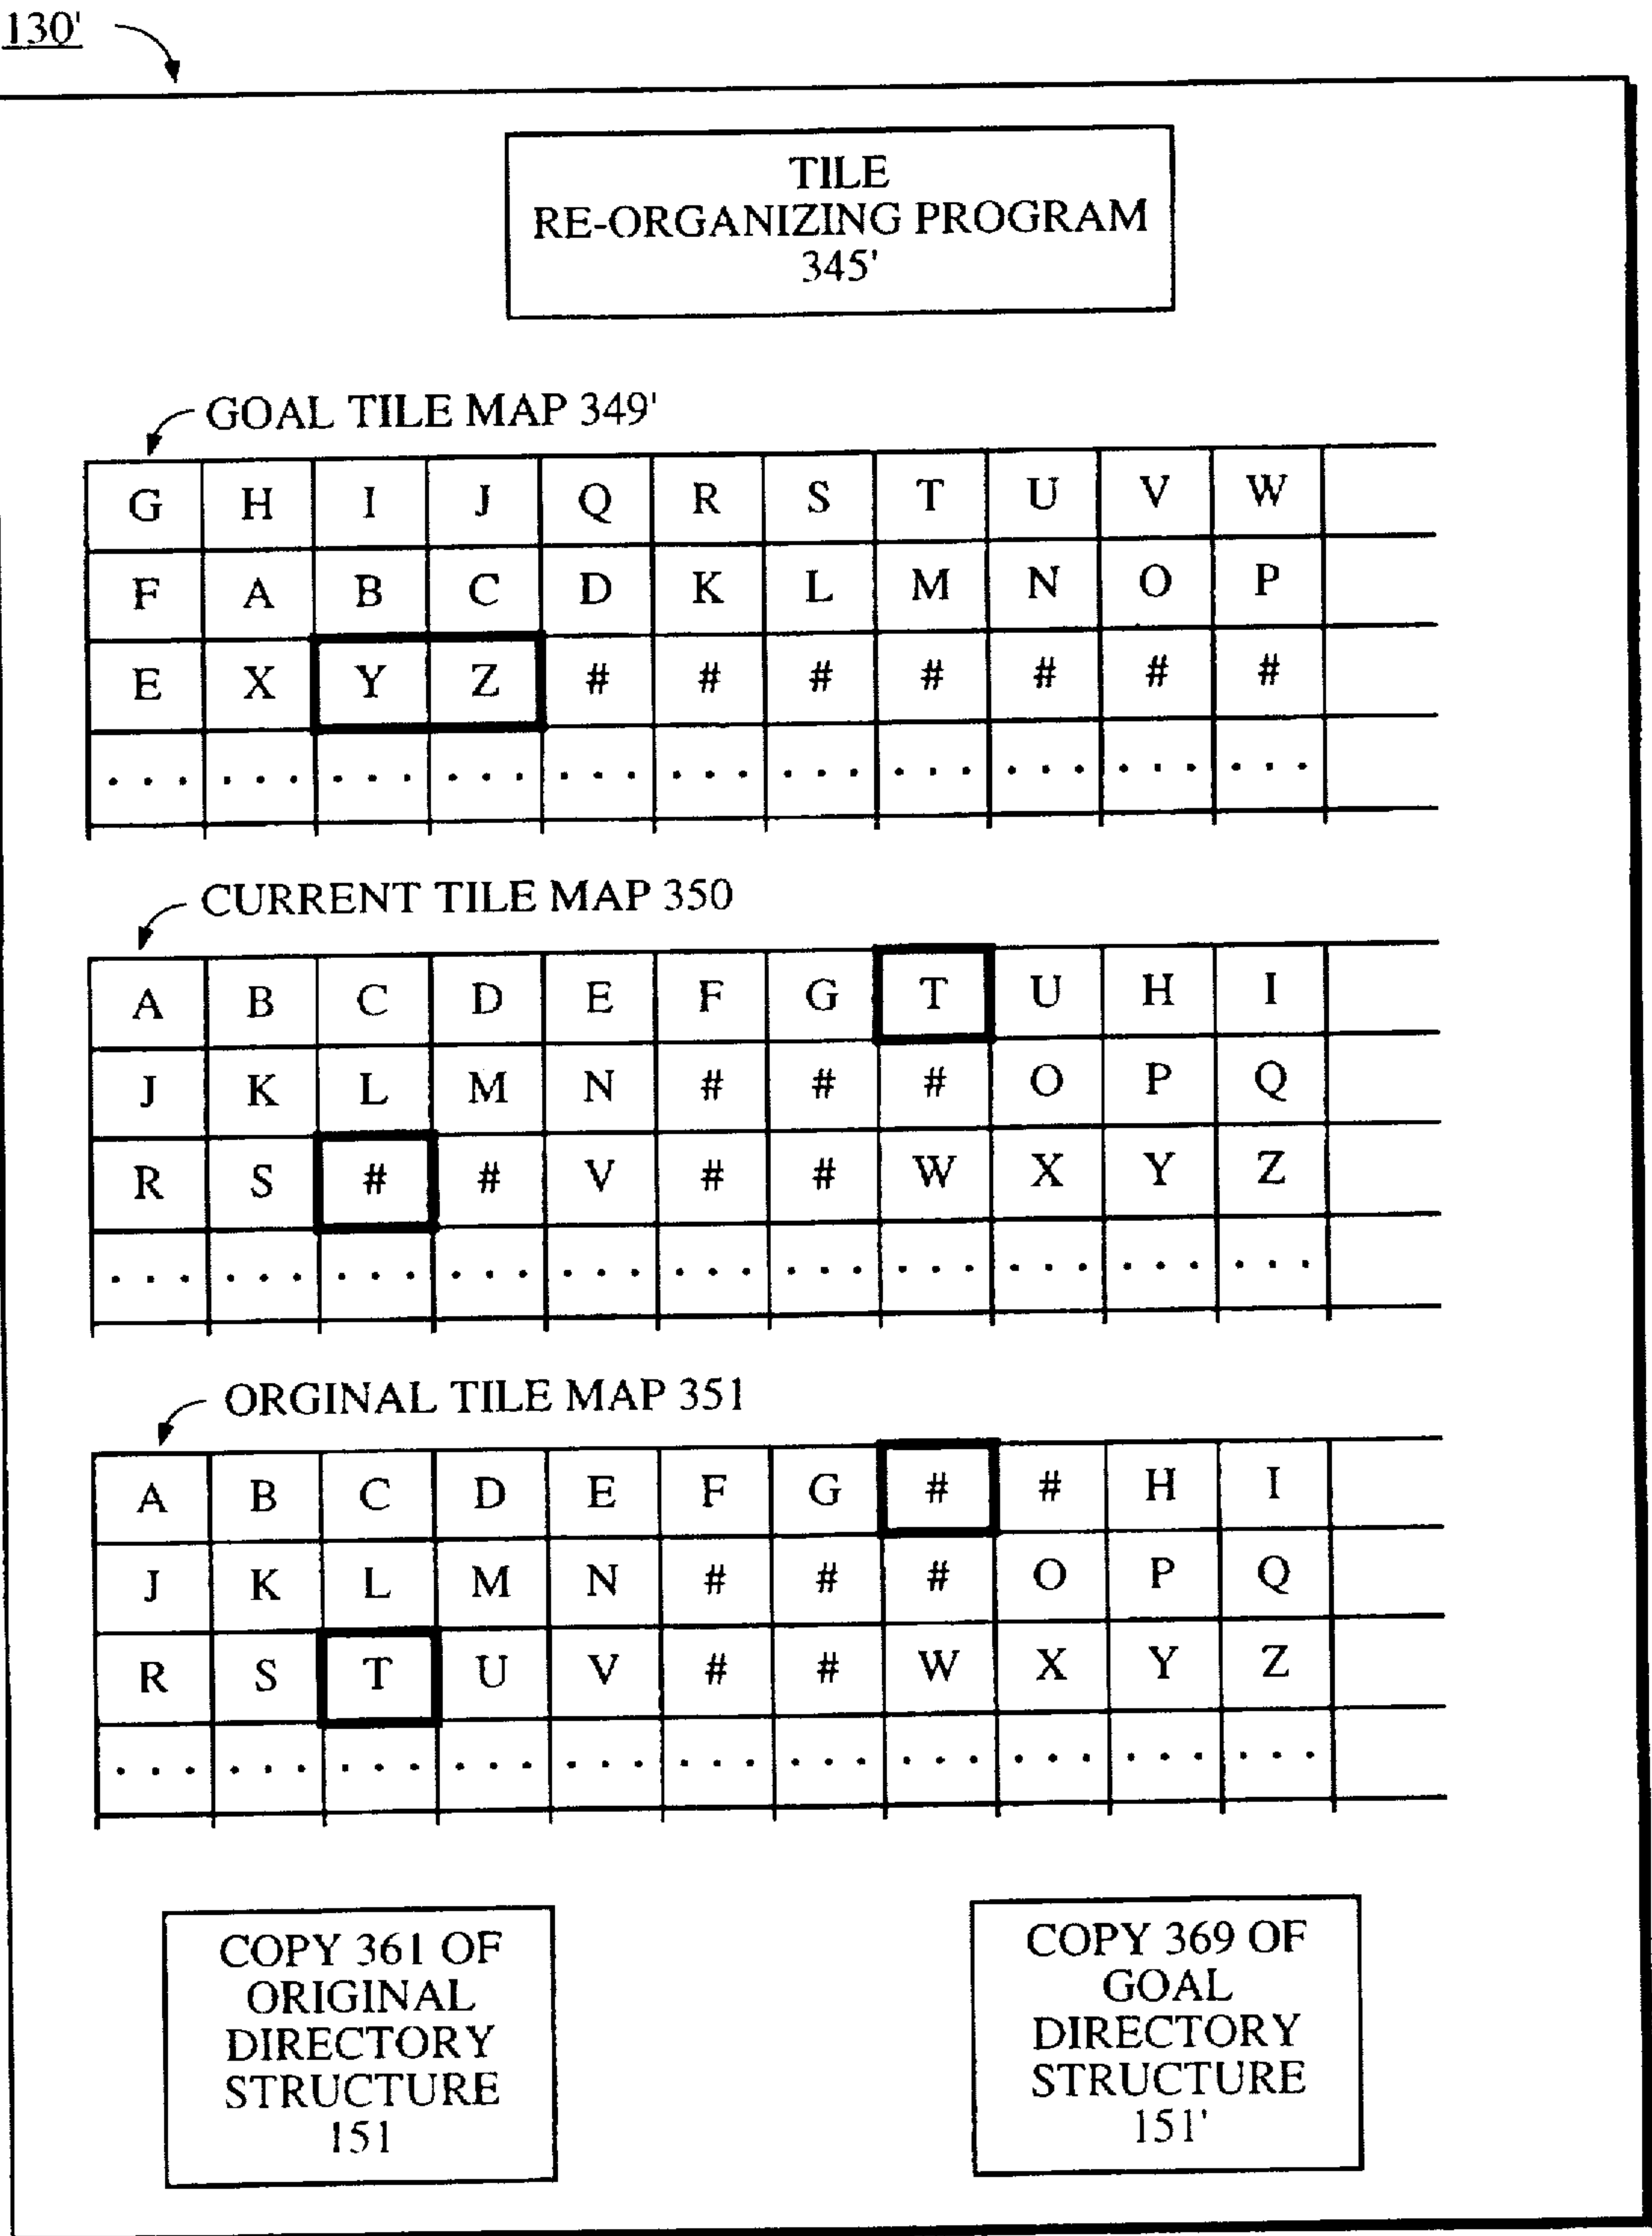 130'
TILE
RE-ORGANIZING PROGRAM
345'
GOAL TILE MAP 349'
G H I J Q R S T U V W
F A B C D K L M N O P
E X Y Z # # # # # # #
... ... ... ... ... ... ... ... ... ... ...
CURRENT TILE MAP 350
A B C D E F G T U H I
J K L M N # # # O P Q
R S # # V # # W X Y Z
... ... ... ... ... ... ... ... ... ... ...
ORGINAL TILE MAP 351
A B C D E F G # # H I
J K L M N # # # O P Q
R S T U V # # W X Y Z
... ... ... ... ... ... ... ... ... ... ...
COPY 361 OF
ORIGINAL
DIRECTORY
STRUCTURE
151
COPY 369 OF
GOAL
DIRECTORY
STRUCTURE
151'